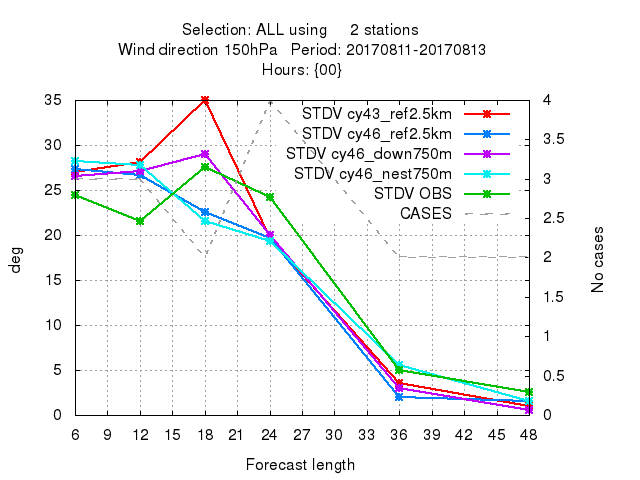 Selection: ALL using 2 stations
Wind direction 150hPa Period: 20170811-20170813
Hours: {00}
35
30
25
20
15
10
5
0
deg
STDV cy43_ref2.5km
STDV cy46_ref2.5km
STDV cy46_down750m
STDV cy46_nest750m
STDV OBS
CASES
4
3.5
3
2.5
2
1.5
1
0.5
0
No cases
6 9 12 15 18 21 24 27 30 33 36 39 42 45 48
Forecast length